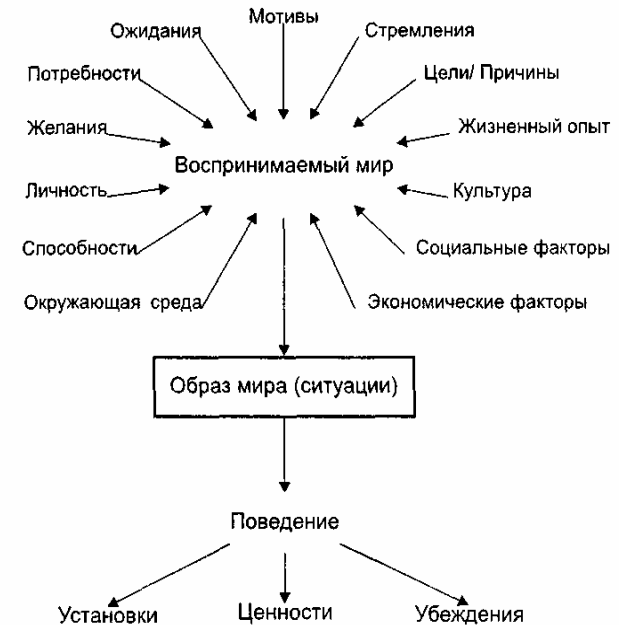 Мотивы
Ожидания
Стремления
Потребности
Цели/ Причины
Желания
Жизненный опыт
Воспринимаемый мир
Личность
Культура
Способности
Социальные факторы
Окружающая среда
Экономические факторы
Образ мира (ситуации)
Поведение
Установки
Ценности
Убеждения